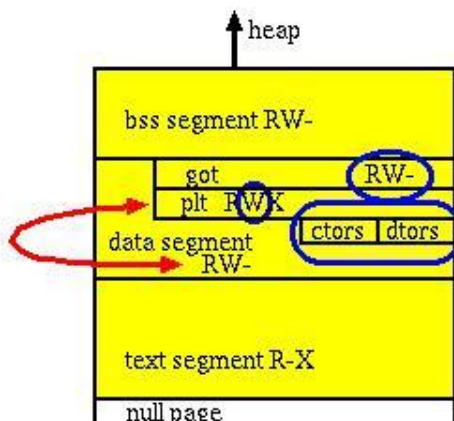 heap
bss segment RW-
got RW-
plt RWX
ctors dtors
data segment
RW-
text segment R-X
null page